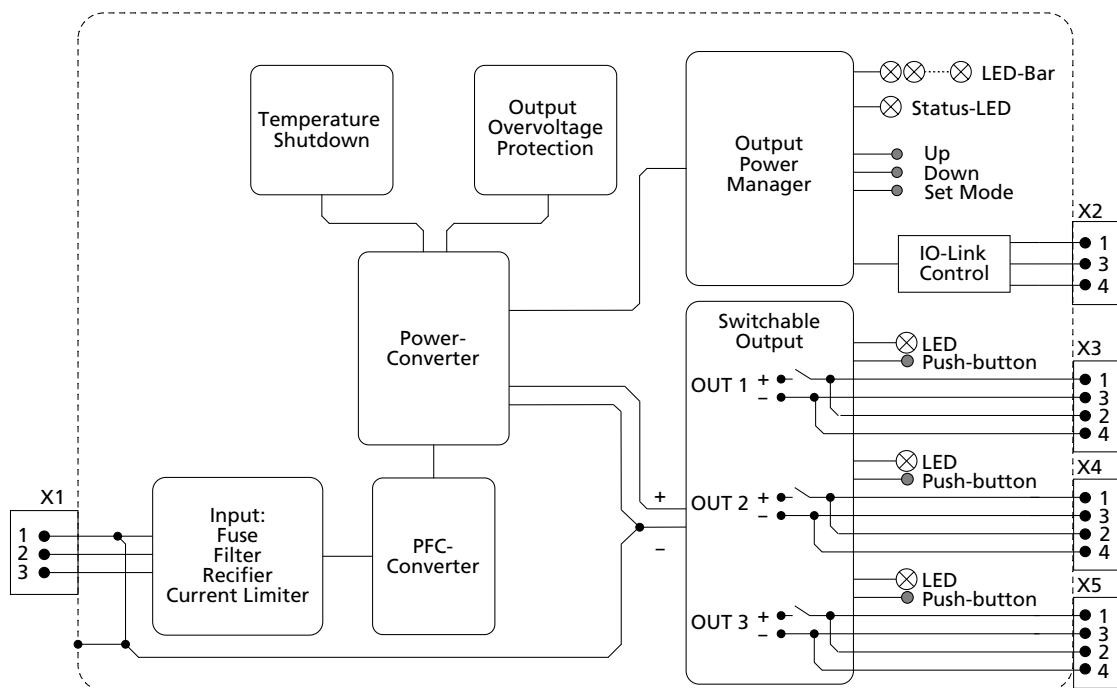 Temperature
Shutdown
Output
Overvoltage
Protection
Output
Power
Manager
LED-Bar
Status-LED
Up
Down
Set Mode
IO-Link
Control
X2
1
3
4
Power-
Converter
Switchable
Output
LED
Push-button
OUT 1
+
–
X3
1
3
2
4
LED
Push-button
OUT 2
+
–
X4
1
3
2
4
LED
Push-button
OUT 3
+
–
X5
1
3
2
4
+
–
X1
1
2
3
Input:
Fuse
Filter
Rectifier
Current Limiter
PFC-
Converter